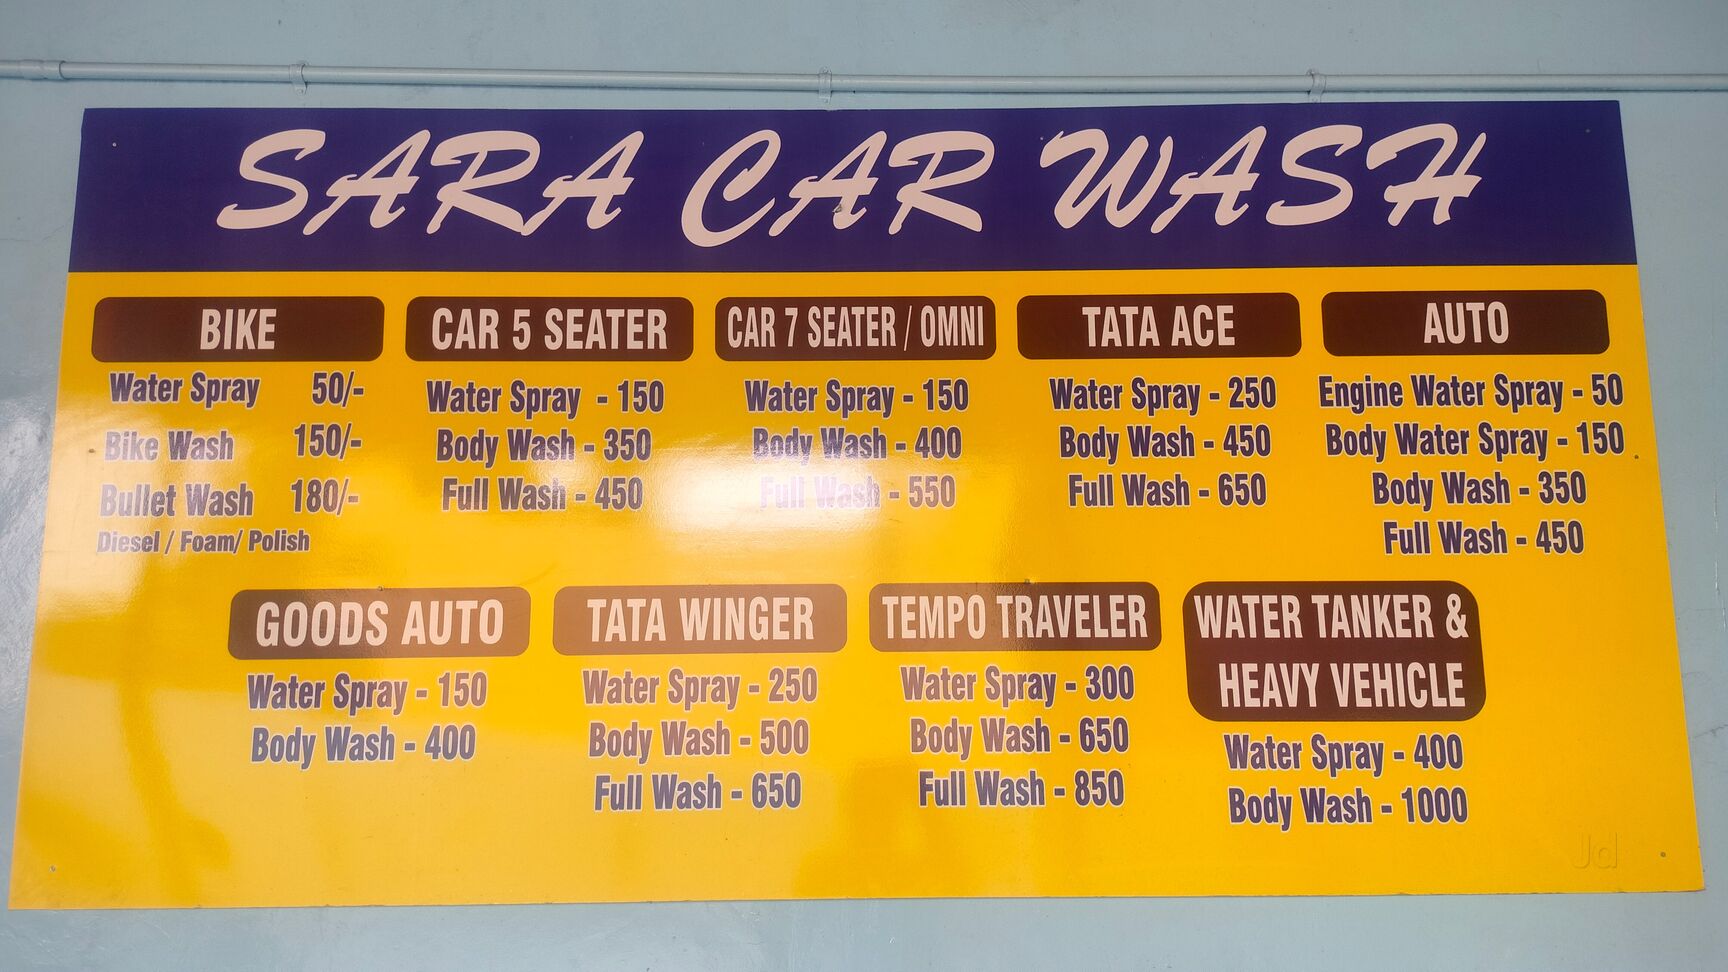 SARA CAR WASH
BIKE
Water Spray 50/-
Bike Wash 150/-
Bullet Wash 180/-
Diesel / Foam/ Polish
CAR 5 SEATER
Water Spray - 150
Body Wash - 350
Full Wash - 450
CAR 7 SEATER / OMNI
Water Spray - 150
Body Wash - 400
Full Wash - 550
TATA ACE
Water Spray - 250
Body Wash - 450
Full Wash - 650
AUTO
Engine Water Spray - 50
Body Water Spray - 150
Body Wash - 350
Full Wash - 450
GOODS AUTO
Water Spray - 150
Body Wash - 400
TATA WINGER
Water Spray - 250
Body Wash - 500
Full Wash - 650
TEMPO TRAVELER
Water Spray - 300
Body Wash - 650
Full Wash - 850
WATER TANKER &
HEAVY VEHICLE
Water Spray - 400
Body Wash - 1000
Jd